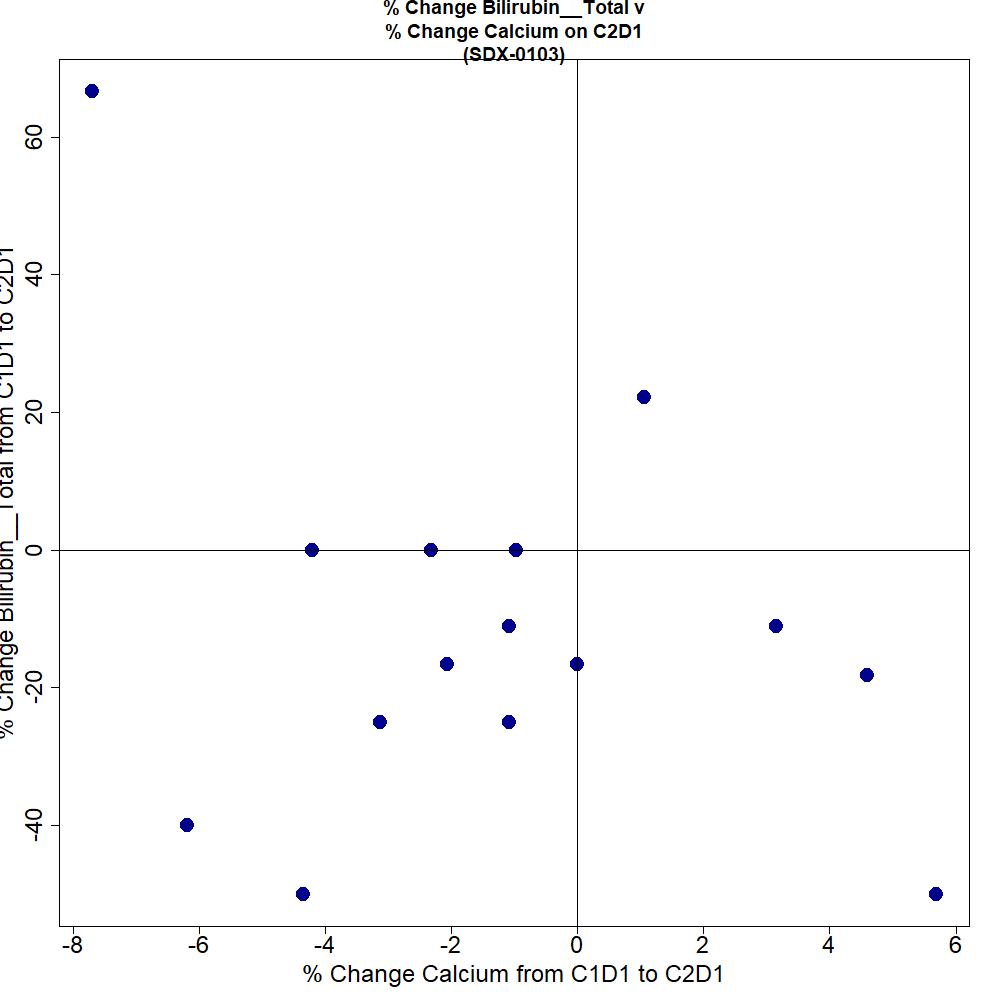 % Change Bilirubin__Total v
% Change Calcium on C2D1
(SDX-0103)
% Change Bilirubin__Total from C1D1 to C2D1
60
40
20
0
-20
-40
-8
-6
-4
-2
0
2
4
6
% Change Calcium from C1D1 to C2D1